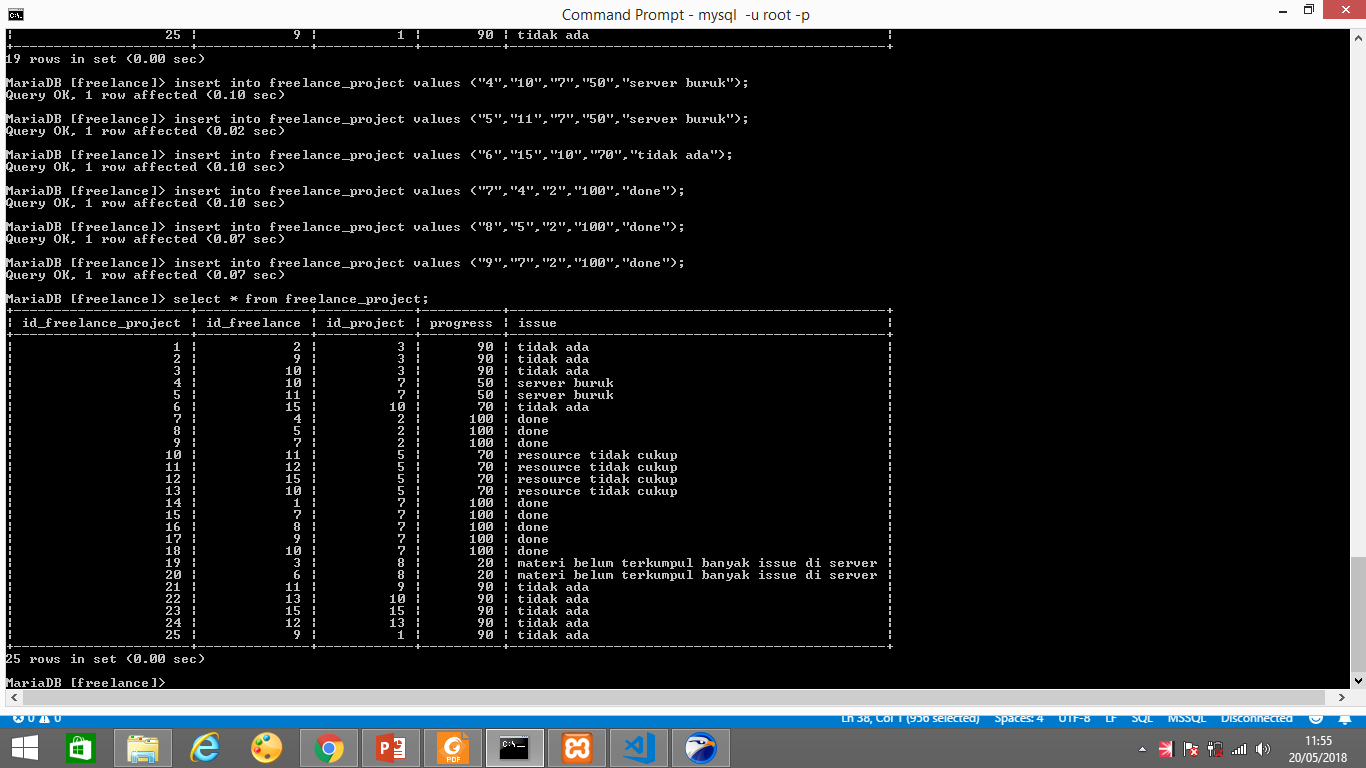 Command Prompt - mysql -u root -p
| 25 | 9 | 1 | 90 | tidak ada |
19 rows in set (0.00 sec)
MariaDB [freelance]> insert into freelance_project values ("4","10","7","50","server buruk");
Query OK, 1 row affected (0.10 sec)
MariaDB [freelance]> insert into freelance_project values ("5","11","7","50","server buruk");
Query OK, 1 row affected (0.02 sec)
MariaDB [freelance]> insert into freelance_project values ("6","15","10","70","tidak ada");
Query OK, 1 row affected (0.10 sec)
MariaDB [freelance]> insert into freelance_project values ("7","4","2","100","done");
Query OK, 1 row affected (0.10 sec)
MariaDB [freelance]> insert into freelance_project values ("8","5","2","100","done");
Query OK, 1 row affected (0.07 sec)
MariaDB [freelance]> insert into freelance_project values ("9","7","2","100","done");
Query OK, 1 row affected (0.07 sec)
MariaDB [freelance]> select * from freelance_project;
| id_freelance_project | id_freelance | id_project | progress | issue |
| 1 | 2 | 3 | 90 | tidak ada |
| 2 | 9 | 3 | 90 | tidak ada |
| 3 | 10 | 3 | 90 | tidak ada |
| 4 | 10 | 7 | 50 | server buruk |
| 5 | 11 | 7 | 50 | server buruk |
| 6 | 15 | 10 | 70 | tidak ada |
| 7 | 4 | 2 | 100 | done |
| 8 | 5 | 2 | 100 | done |
| 9 | 7 | 2 | 100 | done |
| 10 | 11 | 5 | 70 | resource tidak cukup |
| 11 | 12 | 5 | 70 | resource tidak cukup |
| 12 | 15 | 5 | 70 | resource tidak cukup |
| 13 | 10 | 5 | 70 | resource tidak cukup |
| 14 | 1 | 7 | 100 | done |
| 15 | 7 | 7 | 100 | done |
| 16 | 8 | 7 | 100 | done |
| 17 | 9 | 7 | 100 | done |
| 18 | 10 | 7 | 100 | done |
| 19 | 3 | 8 | 20 | materi belum terkumpul banyak issue di server |
| 20 | 6 | 8 | 20 | materi belum terkumpul banyak issue di server |
| 21 | 11 | 9 | 90 | tidak ada |
| 22 | 13 | 10 | 90 | tidak ada |
| 23 | 15 | 15 | 90 | tidak ada |
| 24 | 12 | 13 | 90 | tidak ada |
| 25 | 9 | 1 | 90 | tidak ada |
25 rows in set (0.00 sec)
MariaDB [freelance]>
0 0 Ln 38, Col 1 (956 selected) Spaces: 4 UTF-8 LF SQL MSSQL Disconnected
11:55
20/05/2018